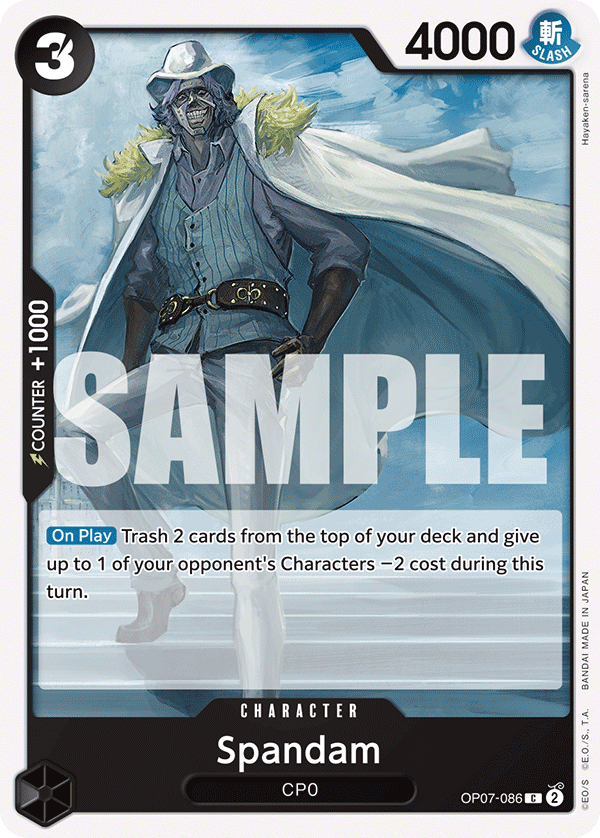 3
4000
斬
SLASH
Hayaken-sarena
COUNTER +1000
SAMPLE
On Play Trash 2 cards from the top of your deck and give
up to 1 of your opponent's Characters −2 cost during this
turn.
CHARACTER
Spandam
CP0
OP07-086 C 2
©EO/S ©E.O./S., T.A. BANDAI MADE IN JAPAN